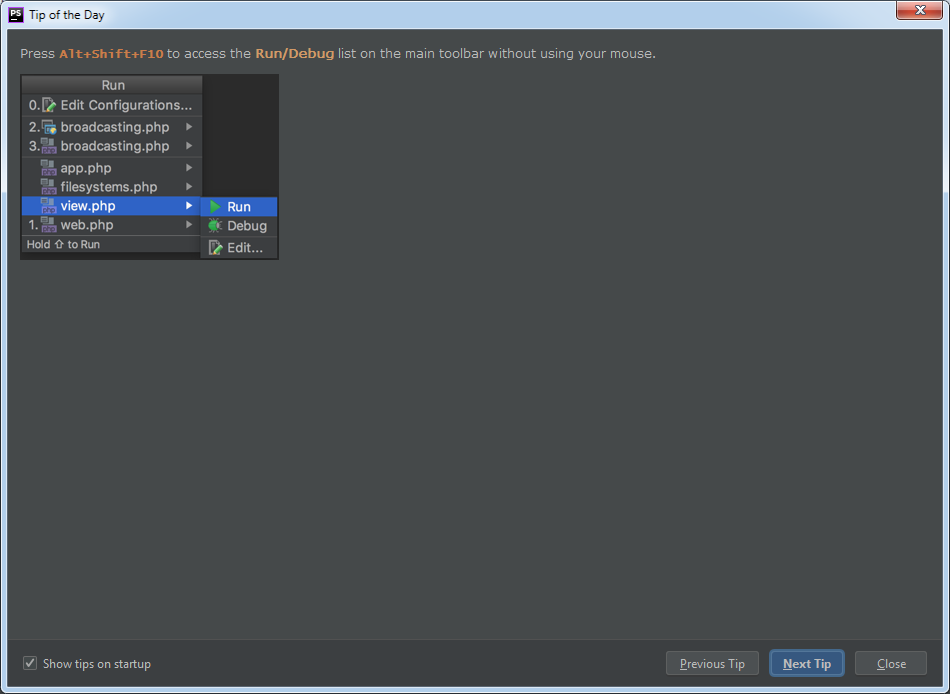 PS Tip of the Day
Press Alt+Shift+F10 to access the Run/Debug list on the main toolbar without using your mouse.
Run
0. Edit Configurations...
2. broadcasting.php
3. broadcasting.php
app.php
filesystems.php
view.php Run
1. web.php Debug
Hold ⇧ to Run Edit...
Show tips on startup Previous Tip Next Tip Close